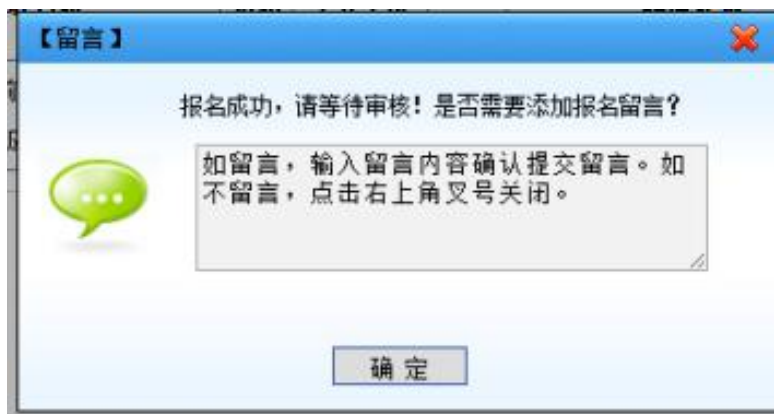 【留言】
报名成功，请等待审核！是否需要添加报名留言？
如留言，输入留言内容确认提交留言。如
不留言，点击右上角叉号关闭。
确 定